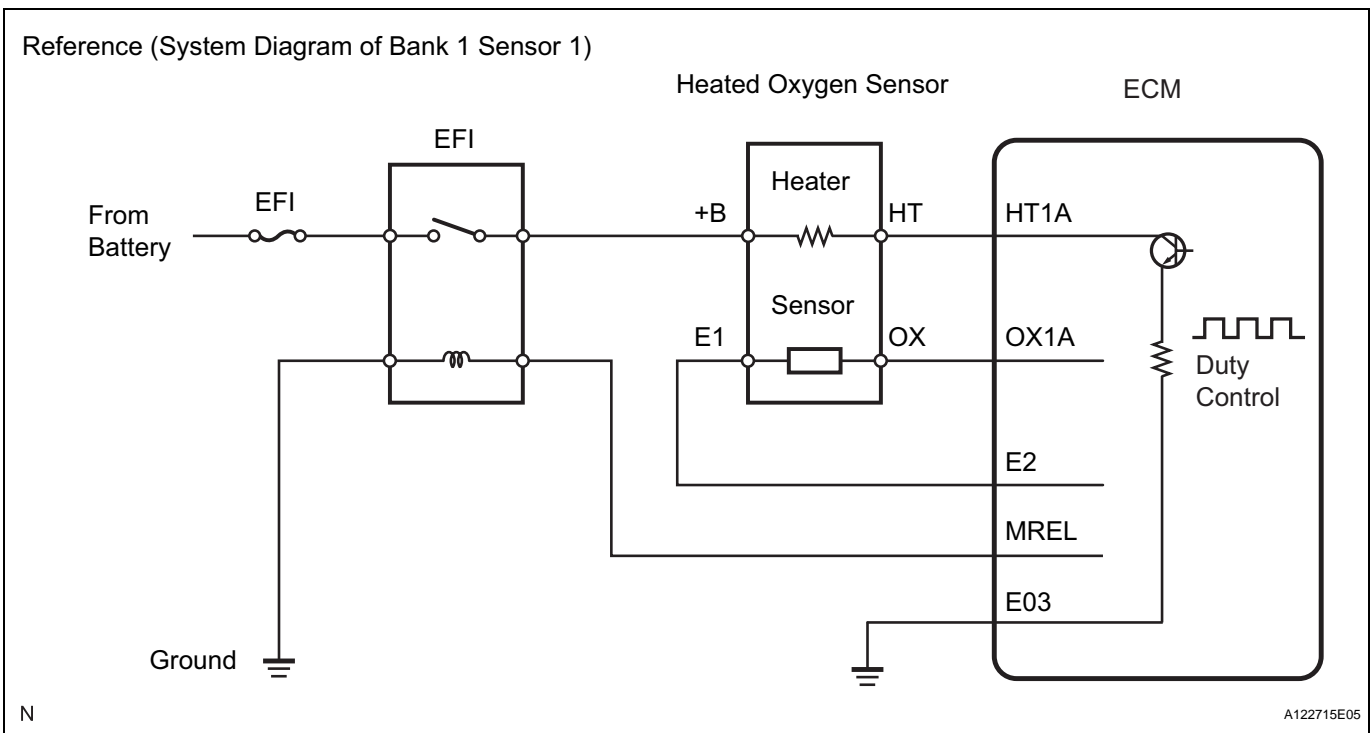 Reference (System Diagram of Bank 1 Sensor 1)
Heated Oxygen Sensor
ECM
EFI
EFI
From
Battery
Heater
+B
HT
HT1A
Sensor
E1
OX
OX1A
Duty
Control
E2
MREL
E03
Ground
N
A122715E05